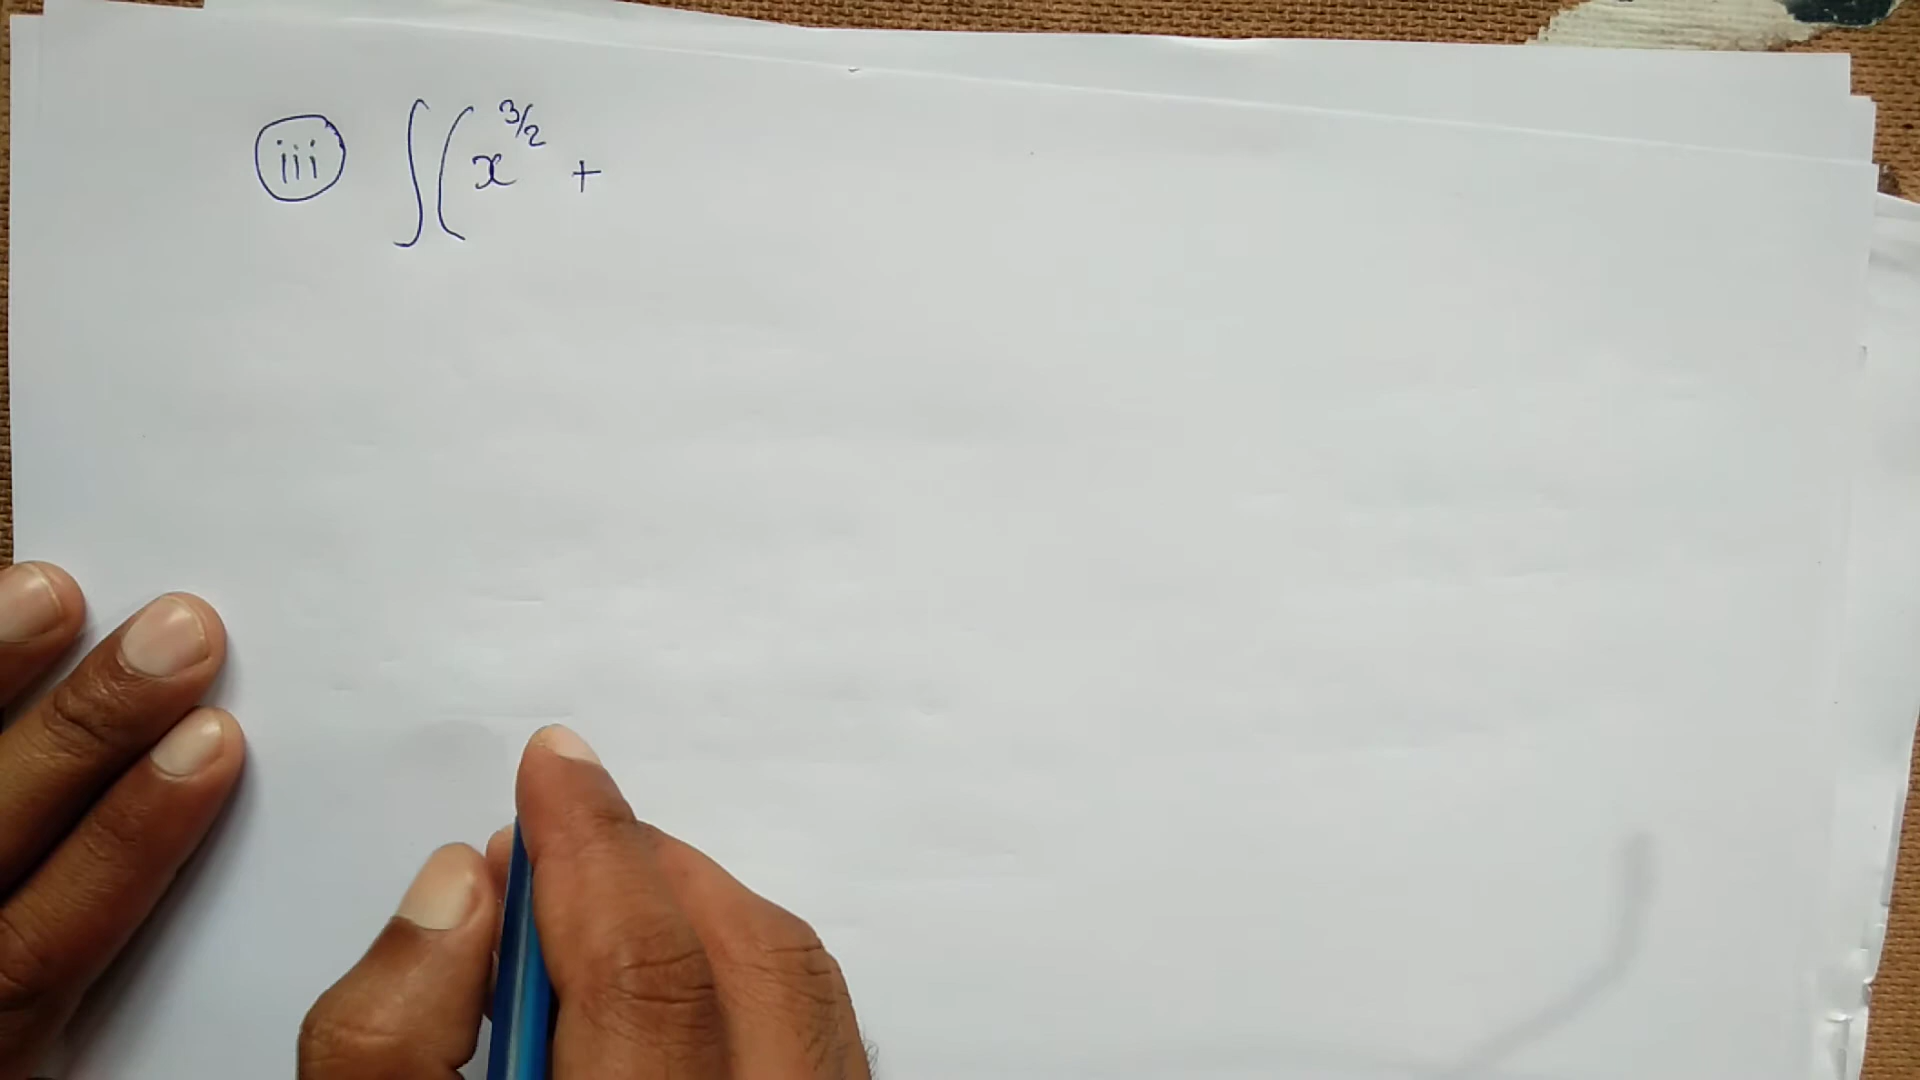 iii ∫(x^3/2 +